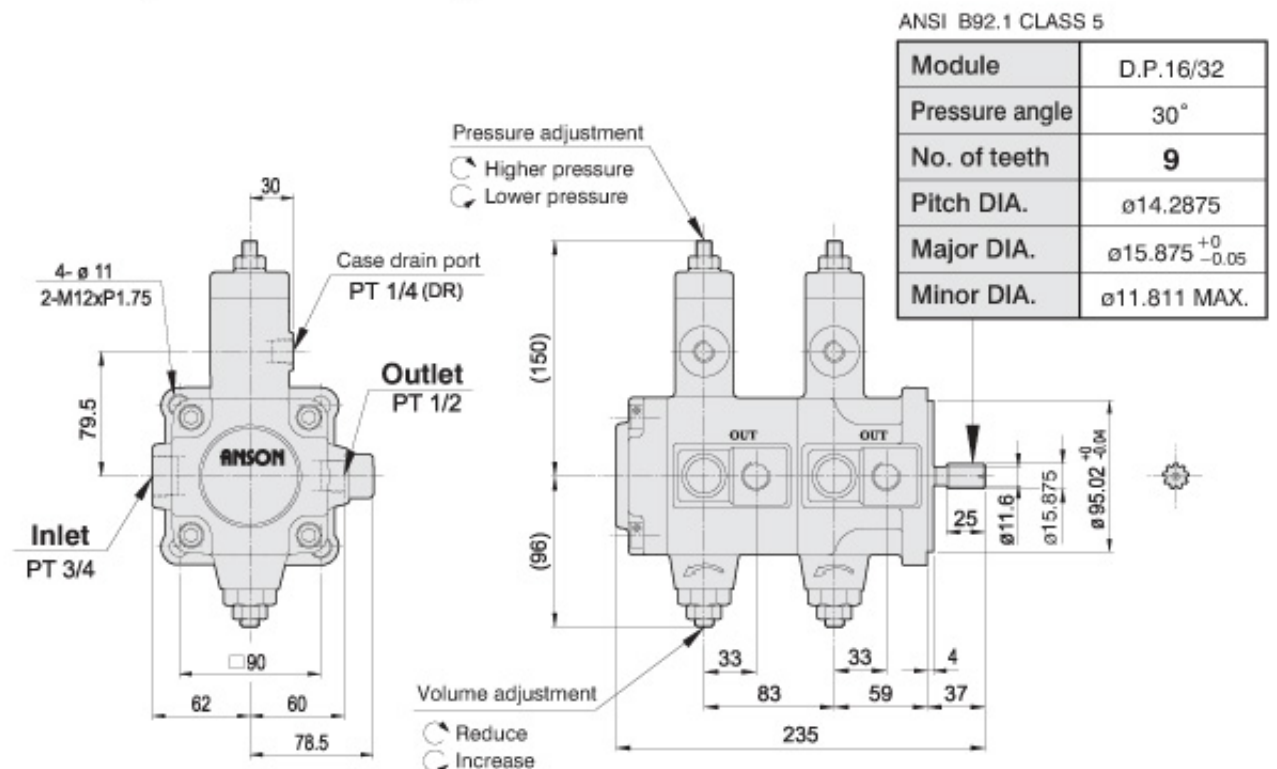 ANSI B92.1 CLASS 5
Module D.P.16/32
Pressure angle 30°
No. of teeth 9
Pitch DIA. ø14.2875
Major DIA. ø15.875 +0 -0.05
Minor DIA. ø11.811 MAX.
Pressure adjustment
Higher pressure
Lower pressure
30
4- ø 11
2-M12xP1.75
Case drain port
PT 1/4 (DR)
Outlet
PT 1/2
79.5
ANSON
Inlet
PT 3/4
□90
62
60
78.5
(150)
(96)
OUT
OUT
25
ø11.6
ø15.875
ø95.02 +0 -0.04
33
33
4
83
59
37
235
Volume adjustment
Reduce
Increase